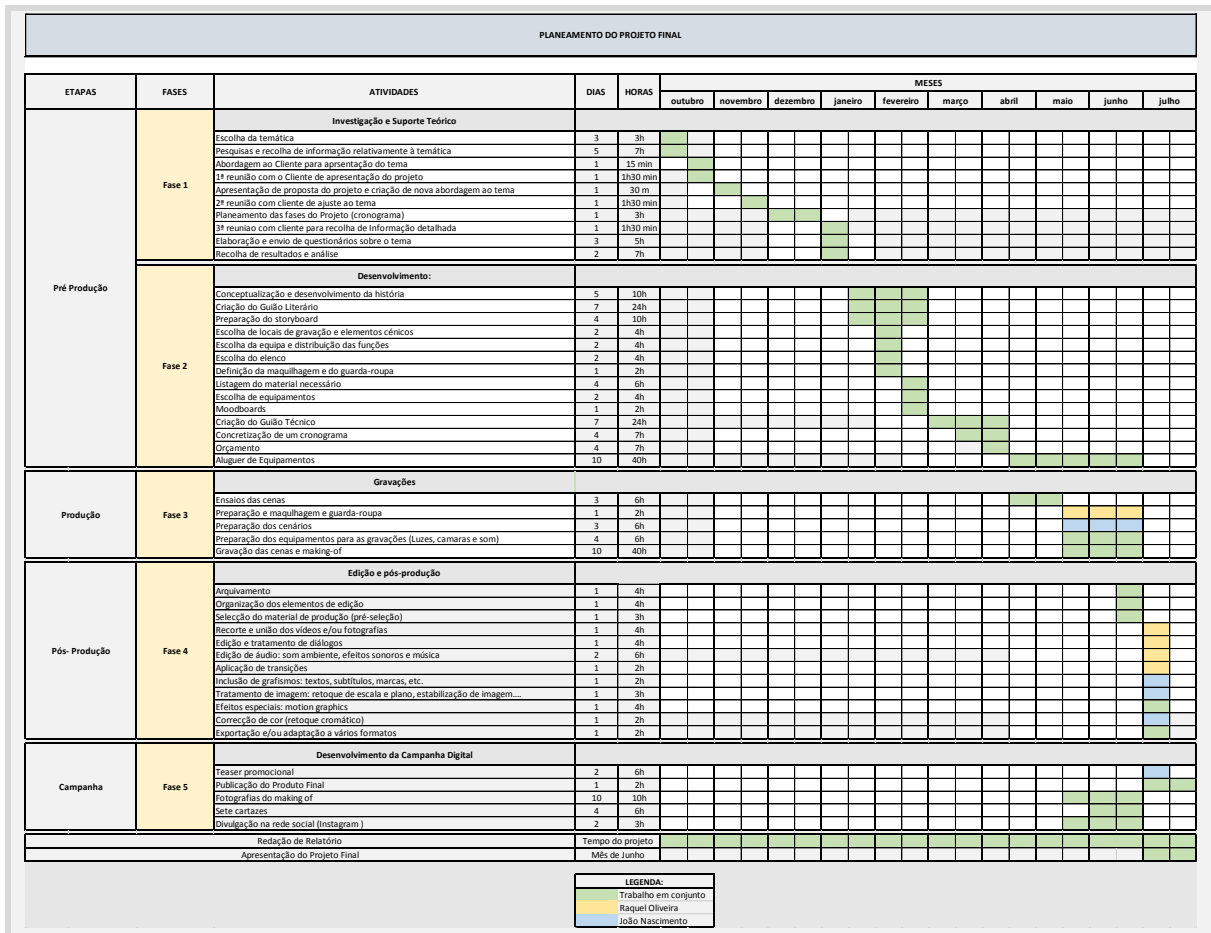 PLANEAMENTO DO PROJETO FINAL
ETAPAS FASES ATIVIDADES DIAS HORAS MESES
outubro novembro dezembro janeiro fevereiro março abril maio junho julho
Pré Produção
Fase 1
Investigação e Suporte Teórico
Escolha da temática 3 3h
Pesquisas e recolha de informação relativamente à temática 5 7h
Abordagem ao Cliente para aprsentação do tema 1 15 min
1ª reunião com o Cliente de apresentação do projeto 1 1h30 min
Apresentação de proposta do projeto e criação de nova abordagem ao tema 1 30 m
2ª reunião com cliente de ajuste ao tema 1 1h30 min
Planeamento das fases do Projeto (cronograma) 1 3h
3ª reuniao com cliente para recolha de Informação detalhada 1 1h30 min
Elaboração e envio de questionários sobre o tema 3 5h
Recolha de resultados e análise 2 7h
Fase 2
Desenvolvimento:
Conceptualização e desenvolvimento da história 5 10h
Criação do Guião Literário 7 24h
Preparação do storyboard 4 10h
Escolha de locais de gravação e elementos cénicos 2 4h
Escolha da equipa e distribuição das funções 2 4h
Escolha do elenco 2 4h
Definição da maquilhagem e do guarda-roupa 1 2h
Listagem do material necessário 4 6h
Escolha de equipamentos 2 4h
Moodboards 1 2h
Criação do Guião Técnico 7 24h
Concretização de um cronograma 4 7h
Orçamento 4 7h
Aluguer de Equipamentos 10 40h
Produção
Fase 3
Gravações
Ensaios das cenas 3 6h
Preparação e maqulhagem e guarda-roupa 1 2h
Preparação dos cenários 3 6h
Preparação dos equipamentos para as gravações (Luzes, camaras e som) 4 6h
Gravação das cenas e making-of 10 40h
Pós- Produção
Fase 4
Edição e pós-produção
Arquivamento 1 4h
Organização dos elementos de edição 1 4h
Selecção do material de produção (pré-seleção) 1 3h
Recorte e união dos vídeos e/ou fotografias 1 4h
Edição e tratamento de diálogos 1 4h
Edição de áudio: som ambiente, efeitos sonoros e música 2 6h
Aplicação de transições 1 2h
Inclusão de grafismos: textos, subtítulos, marcas, etc. 1 2h
Tratamento de imagem: retoque de escala e plano, estabilização de imagem.... 1 3h
Efeitos especiais: motion graphics 1 4h
Correcção de cor (retoque cromático) 1 2h
Exportação e/ou adaptação a vários formatos 1 2h
Campanha
Fase 5
Desenvolvimento da Campanha Digital
Teaser promocional 2 6h
Publicação do Produto Final 1 2h
Fotografias do making of 10 10h
Sete cartazes 4 6h
Divulgação na rede social (Instagram ) 2 3h
Redação de Relatório Tempo do projeto
Apresentação do Projeto Final Mês de Junho
LEGENDA:
Trabalho em conjunto
Raquel Oliveira
João Nascimento